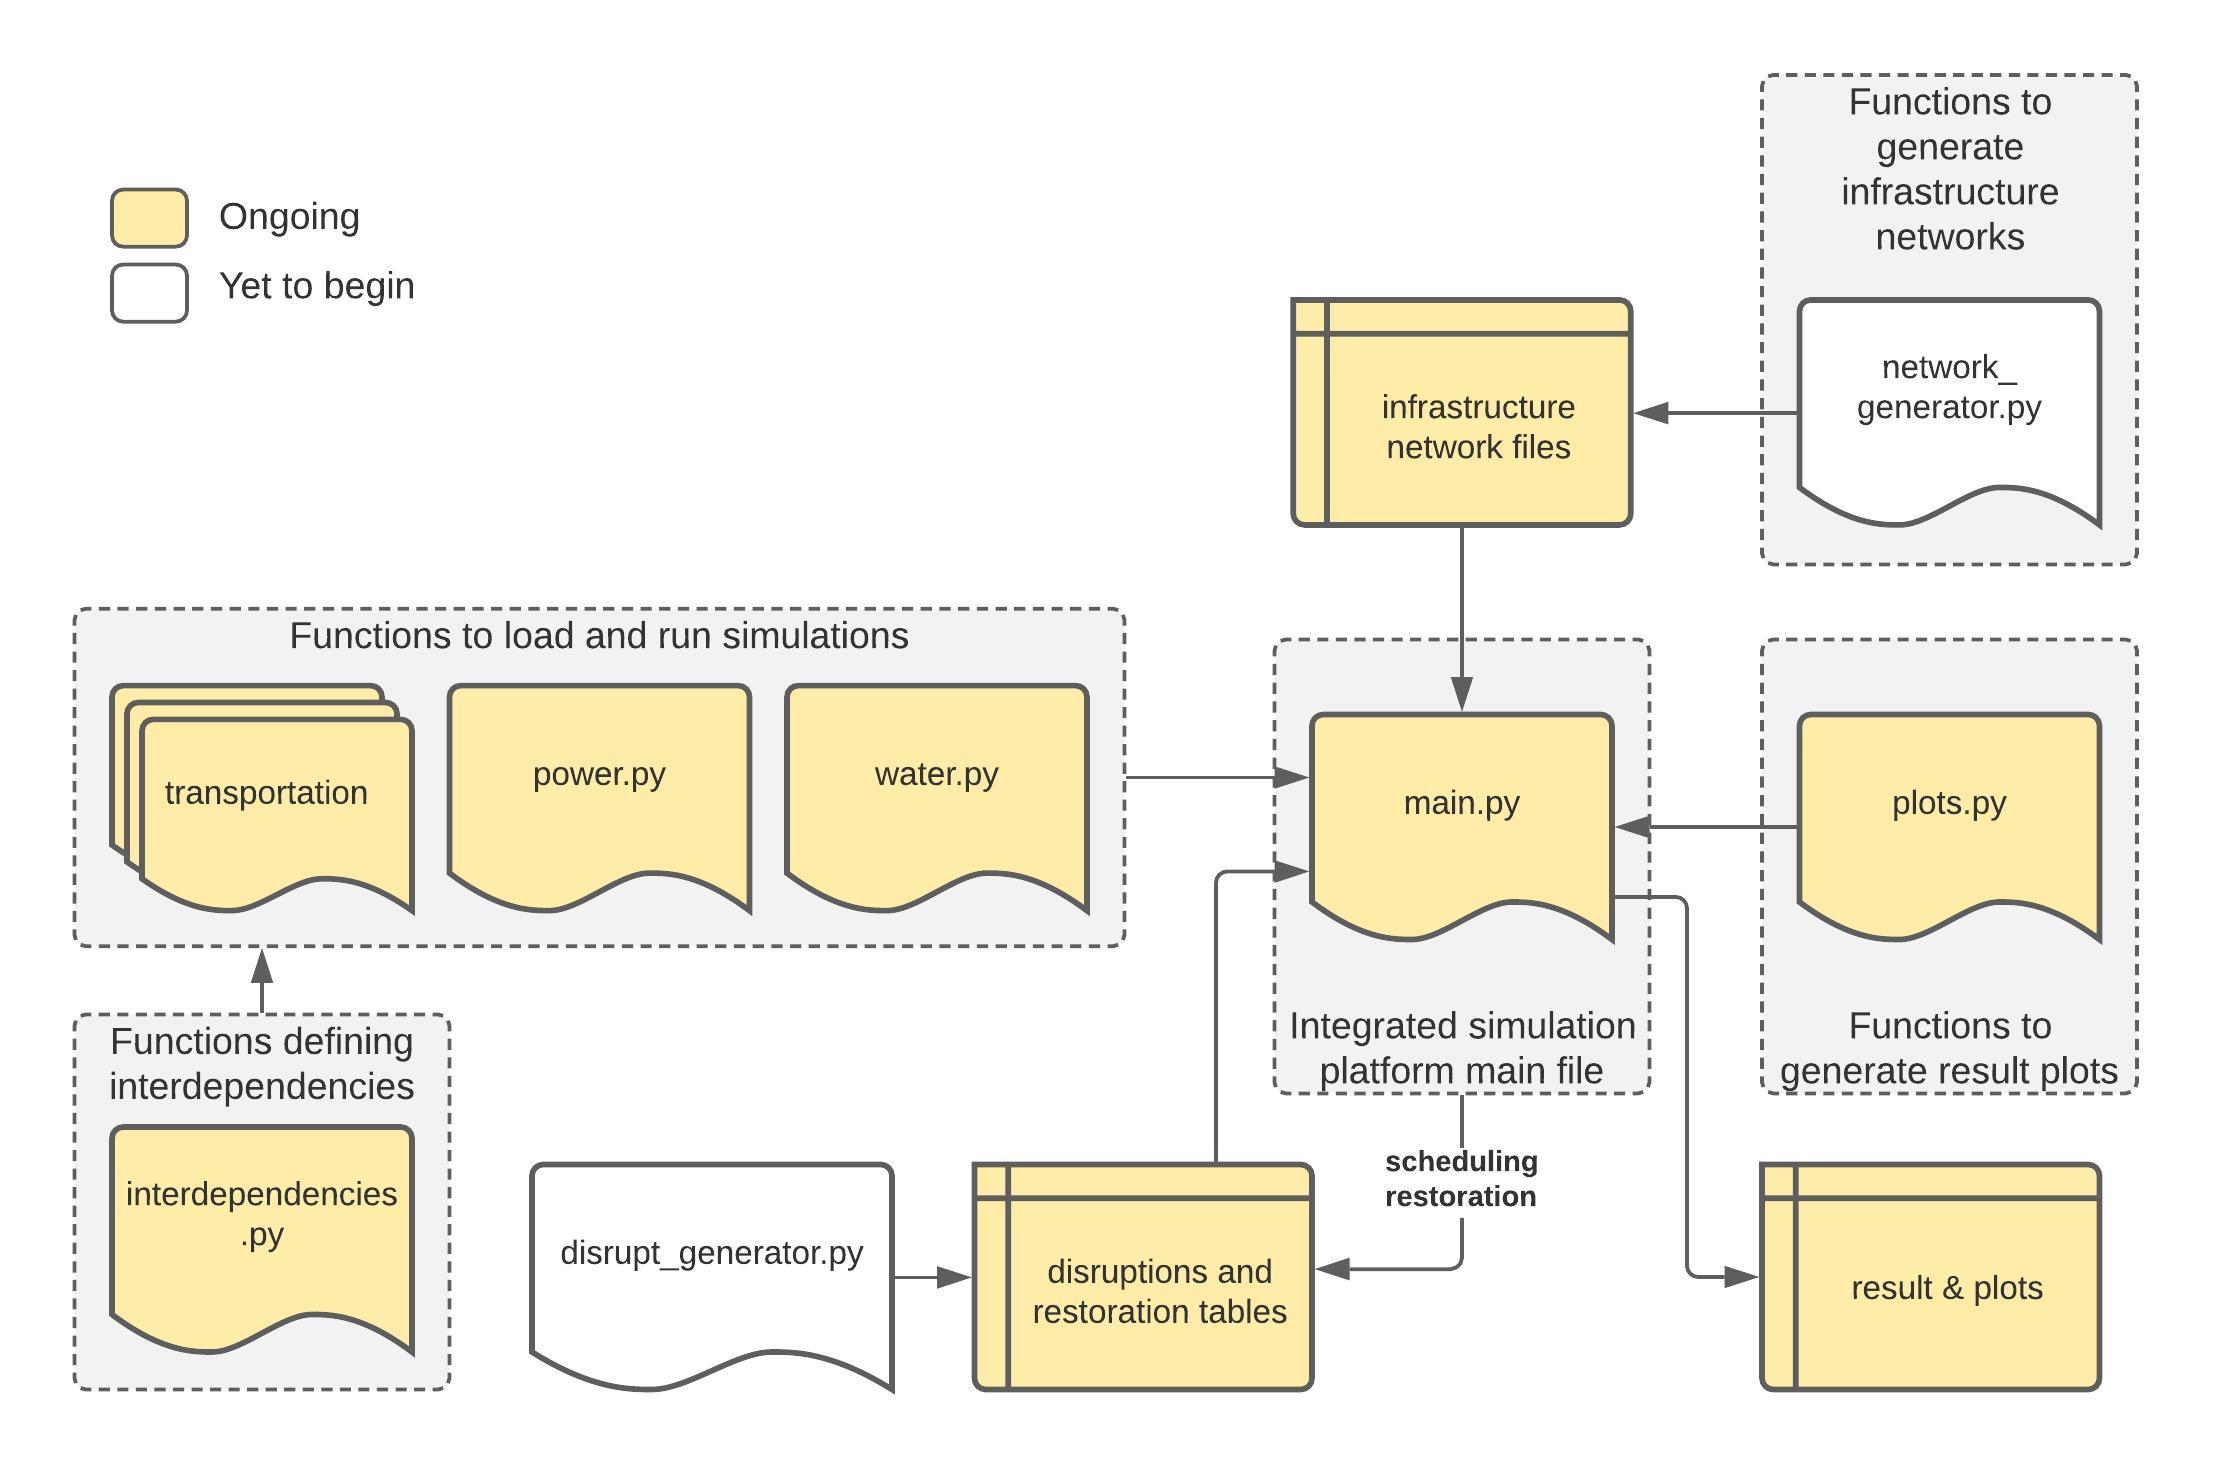 Functions to
generate
infrastructure
networks
Ongoing
Yet to begin
network_
generator.py
infrastructure
network files
Functions to load and run simulations
transportation
power.py
water.py
main.py
plots.py
Integrated simulation
platform main file
Functions to
generate result plots
Functions defining
interdependencies
interdependencies
.py
disrupt_generator.py
disruptions and
restoration tables
scheduling
restoration
result & plots